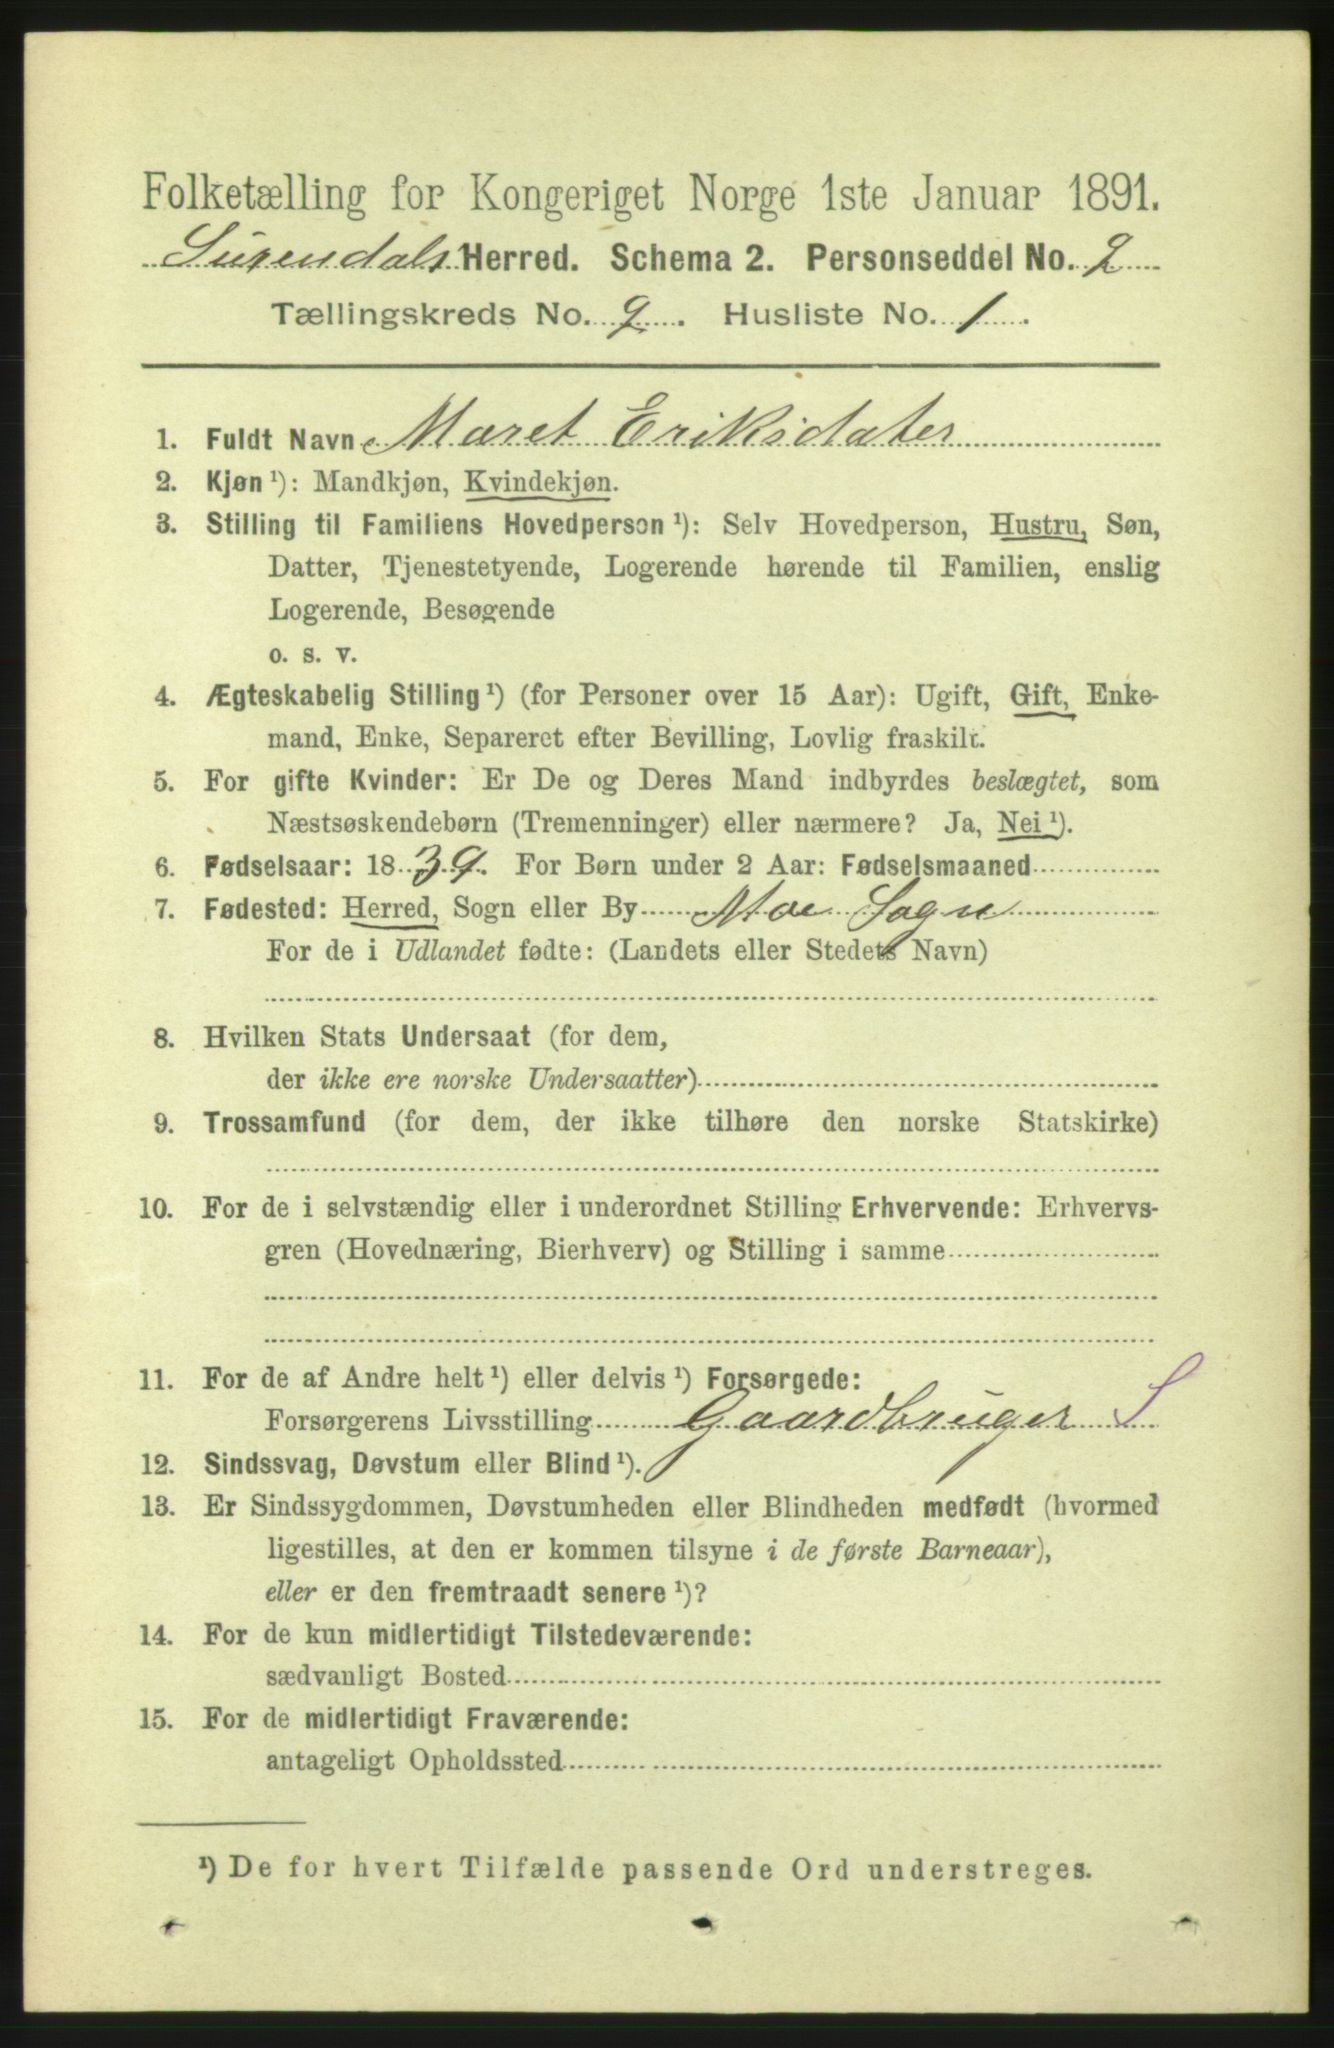 Folketælling for Kongeriget Norge 1ste Januar 1891.
Surendals Herred. Schema 2. Personseddel No. 2
Tællingskreds No. 9. Husliste No. 1.
1. Fuldt Navn Maret Eriksdater
2. Kjøn ¹): Mandkjøn, Kvindekjøn.
3. Stilling til Familiens Hovedperson ¹): Selv Hovedperson, Hustru, Søn,
Datter, Tjenestetyende, Logerende hørende til Familien, enslig
Logerende, Besøgende
o. s. v.
4. Ægteskabelig Stilling ¹) (for Personer over 15 Aar): Ugift, Gift, Enke-
mand, Enke, Separeret efter Bevilling, Lovlig fraskilt.
5. For gifte Kvinder: Er De og Deres Mand indbyrdes beslægtet, som
Næstsøskendebørn (Tremenninger) eller nærmere? Ja, Nei ¹).
6. Fødselsaar: 1839. For Børn under 2 Aar: Fødselsmaaned
7. Fødested: Herred, Sogn eller By Moe Sogn
For de i Udlandet fødte: (Landets eller Stedets Navn)
8. Hvilken Stats Undersaat (for dem,
der ikke ere norske Undersaatter)
9. Trossamfund (for dem, der ikke tilhøre den norske Statskirke)
10. For de i selvstændig eller i underordnet Stilling Erhvervende: Erhvervs-
gren (Hovednæring, Bierhverv) og Stilling i samme
11. For de af Andre helt ¹) eller delvis ¹) Forsørgede:
Forsørgerens Livsstilling Gaardbruger S
12. Sindssvag, Døvstum eller Blind ¹).
13. Er Sindssygdommen, Døvstumheden eller Blindheden medfødt (hvormed
ligestilles, at den er kommen tilsyne i de første Barneaar),
eller er den fremtraadt senere ¹)?
14. For de kun midlertidigt Tilstedeværende:
sædvanligt Bosted
15. For de midlertidigt Fraværende:
antageligt Opholdssted
¹) De for hvert Tilfælde passende Ord understreges.